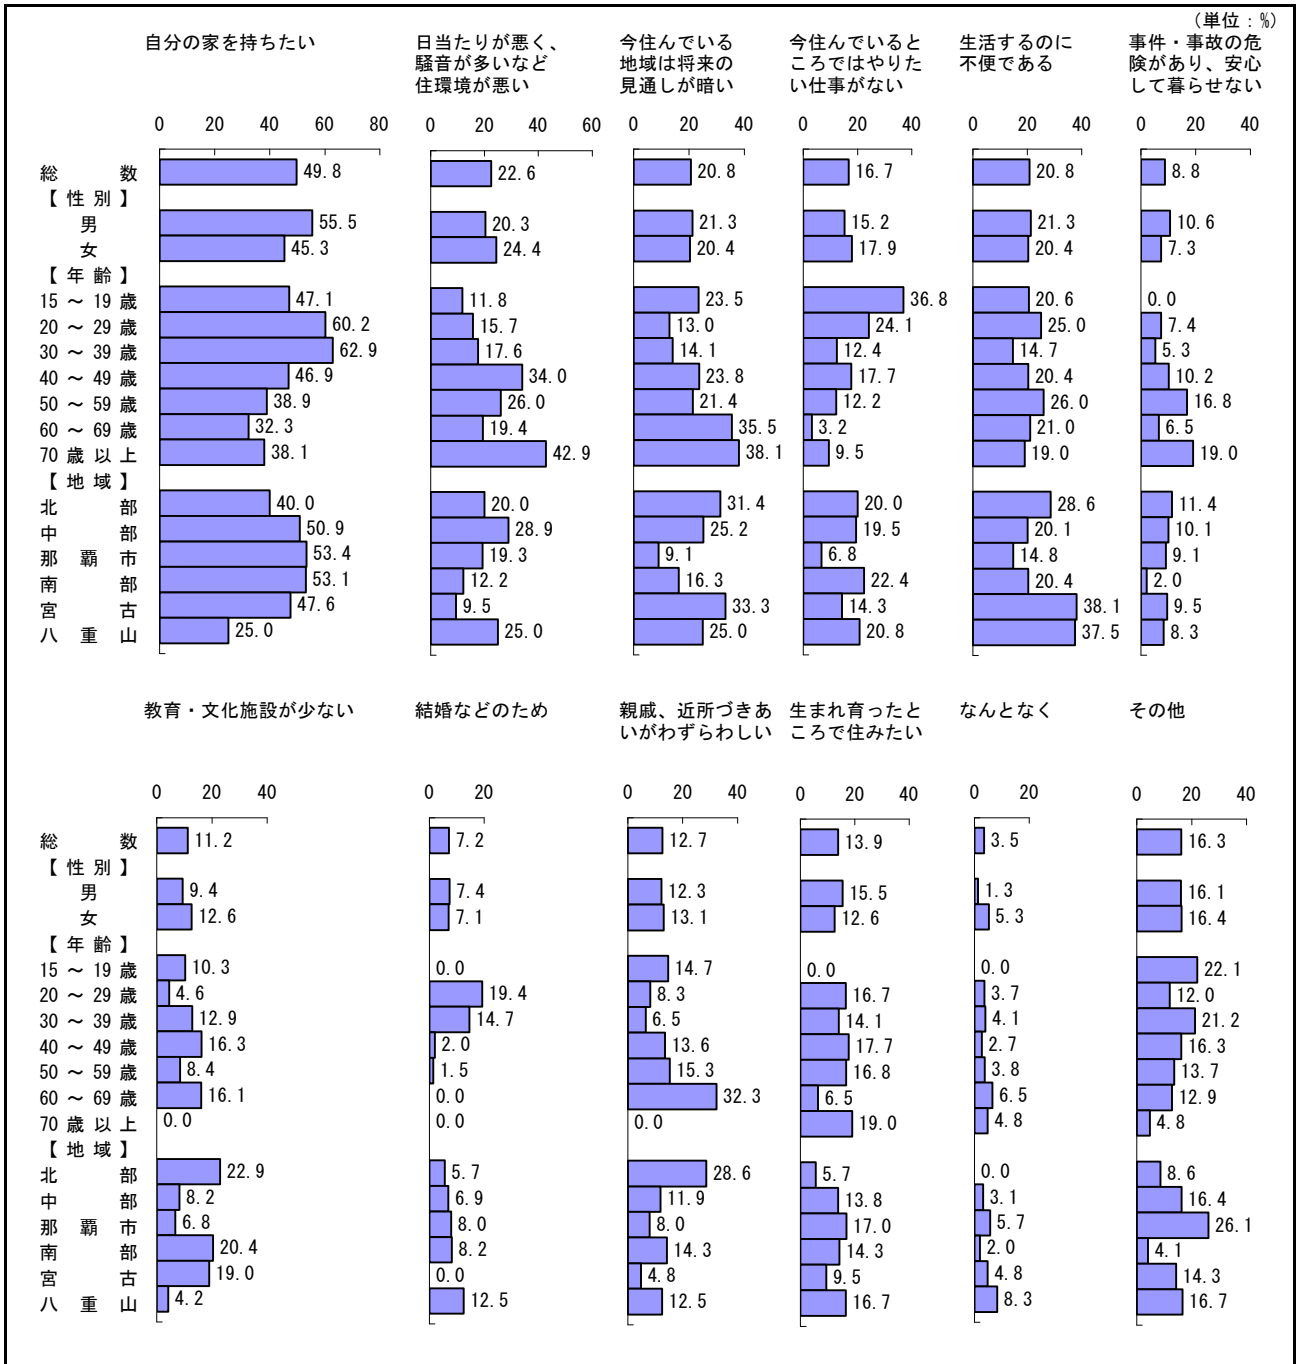 （単位：%）
自分の家を持ちたい
日当たりが悪く、
騒音が多いなど
住環境が悪い
今住んでいる
地域は将来の
見通しが暗い
今住んでいると
ころではやりた
い仕事がない
生活するのに
不便である
事件・事故の危
険があり、安心
して暮らせない
0 20 40 60 80 0 20 40 60 0 20 40 0 20 40 0 20 40 0 20 40
総数 49.8 22.6 20.8 16.7 20.8 8.8
【性別】
男 55.5 20.3 21.3 15.2 21.3 10.6
女 45.3 24.4 20.4 17.9 20.4 7.3
【年齢】
15～19歳 47.1 11.8 23.5 36.8 20.6 0.0
20～29歳 60.2 15.7 13.0 24.1 25.0 7.4
30～39歳 62.9 17.6 14.1 12.4 14.7 5.3
40～49歳 46.9 34.0 23.8 17.7 20.4 10.2
50～59歳 38.9 26.0 21.4 12.2 26.0 16.8
60～69歳 32.3 19.4 35.5 3.2 21.0 6.5
70歳以上 38.1 42.9 38.1 9.5 19.0 19.0
【地域】
北部 40.0 20.0 31.4 20.0 28.6 11.4
中部 50.9 28.9 25.2 19.5 20.1 10.1
那覇市 53.4 19.3 9.1 6.8 14.8 9.1
南部 53.1 12.2 16.3 22.4 20.4 2.0
宮古 47.6 9.5 33.3 14.3 38.1 9.5
八重山 25.0 25.0 25.0 20.8 37.5 8.3
教育・文化施設が少ない
結婚などのため
親戚、近所づきあ
いがわずらわしい
生まれ育ったと
ころで住みたい
なんとなく
その他
0 20 40 0 20 0 20 40 0 20 40 0 20 0 20 40
総数 11.2 7.2 12.7 13.9 3.5 16.3
【性別】
男 9.4 7.4 12.3 15.5 1.3 16.1
女 12.6 7.1 13.1 12.6 5.3 16.4
【年齢】
15～19歳 10.3 0.0 14.7 0.0 0.0 22.1
20～29歳 4.6 19.4 8.3 16.7 3.7 12.0
30～39歳 12.9 14.7 6.5 14.1 4.1 21.2
40～49歳 16.3 2.0 13.6 17.7 2.7 16.3
50～59歳 8.4 1.5 15.3 16.8 3.8 13.7
60～69歳 16.1 0.0 32.3 6.5 6.5 12.9
70歳以上 0.0 0.0 0.0 19.0 4.8 4.8
【地域】
北部 22.9 5.7 28.6 5.7 0.0 8.6
中部 8.2 6.9 11.9 13.8 3.1 16.4
那覇市 6.8 8.0 8.0 17.0 5.7 26.1
南部 20.4 8.2 14.3 14.3 2.0 4.1
宮古 19.0 0.0 4.8 9.5 4.8 14.3
八重山 4.2 12.5 12.5 16.7 8.3 16.7